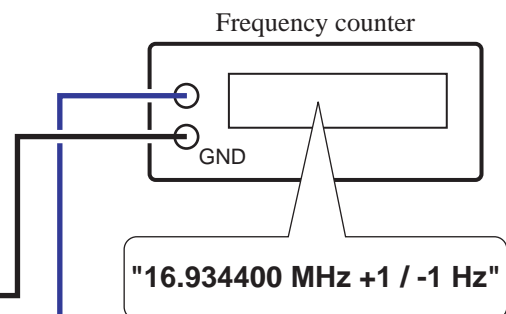 Frequency counter
GND
"16.934400 MHz +1 / -1 Hz"